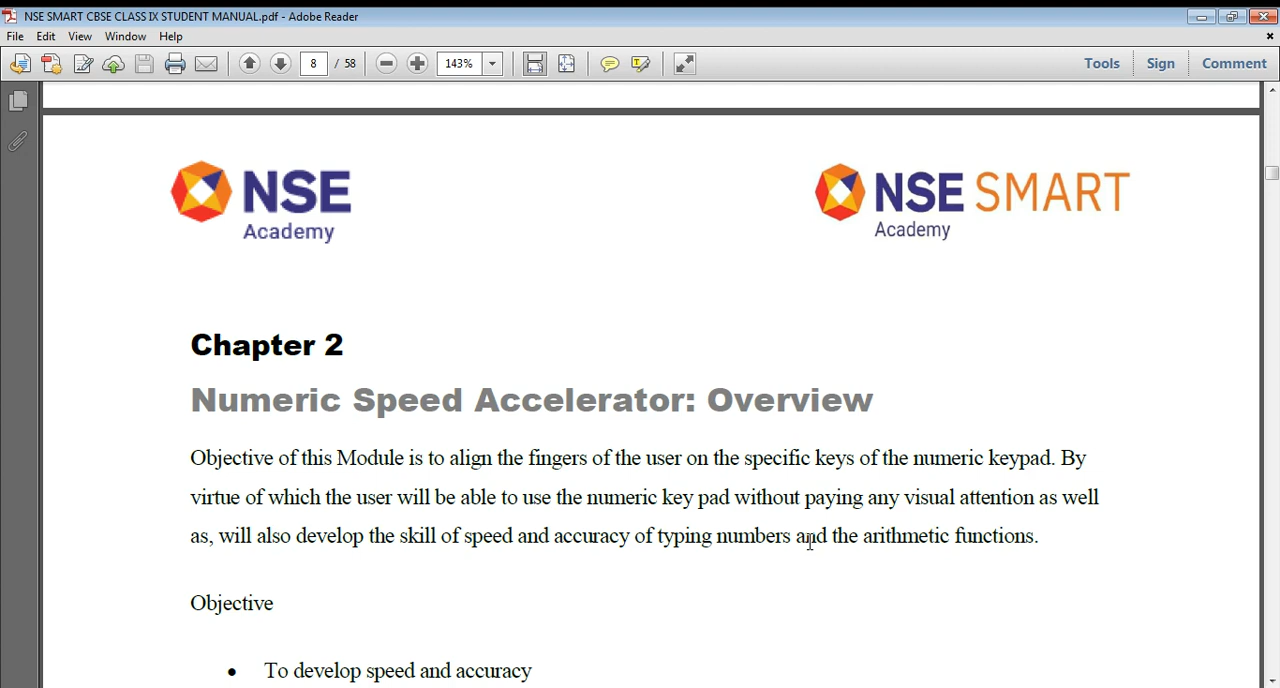 NSE SMART CBSE CLASS IX STUDENT MANUAL.pdf - Adobe Reader
File Edit View Window Help
8 / 58 143% Tools Sign Comment
NSE Academy
NSE SMART Academy
Chapter 2
Numeric Speed Accelerator: Overview
Objective of this Module is to align the fingers of the user on the specific keys of the numeric keypad. By
virtue of which the user will be able to use the numeric key pad without paying any visual attention as well
as, will also develop the skill of speed and accuracy of typing numbers and the arithmetic functions.
Objective
• To develop speed and accuracy